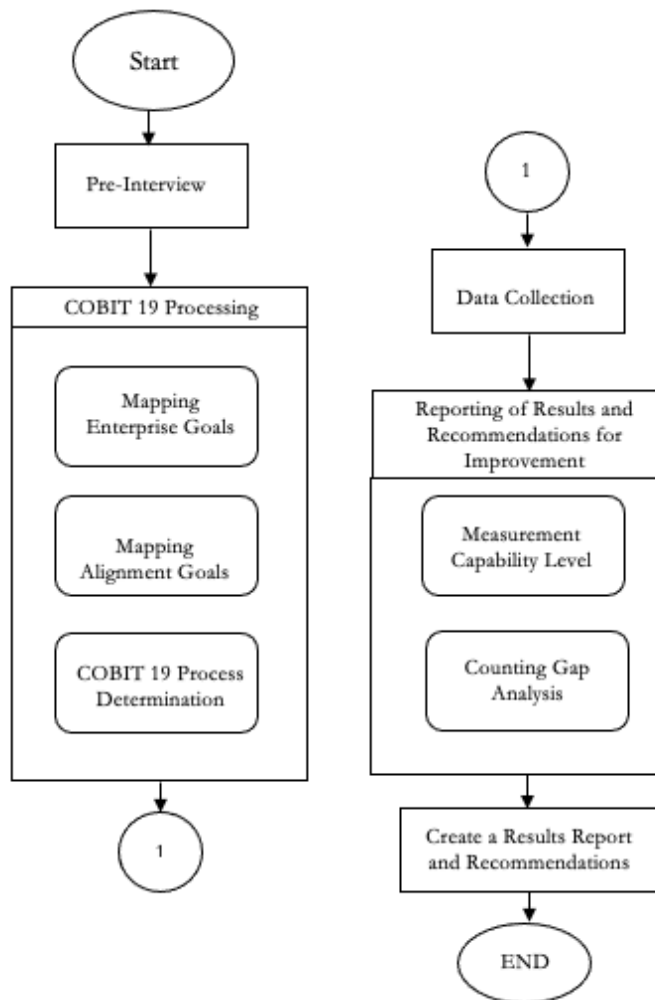 Start
Pre-Interview
COBIT 19 Processing
Mapping
Enterprise Goals
Mapping
Alignment Goals
COBIT 19 Process
Determination
1
1
Data Collection
Reporting of Results and
Recommendations for
Improvement
Measurement
Capability Level
Counting Gap
Analysis
Create a Results Report
and Recommendations
END